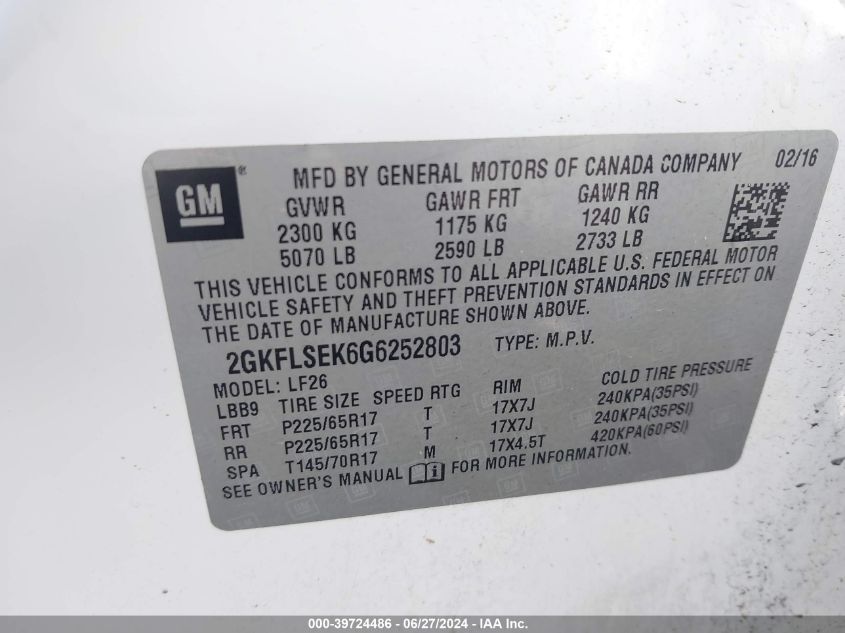 GM ®
MFD BY GENERAL MOTORS OF CANADA COMPANY 02/16
GVWR GAWR FRT GAWR RR
2300 KG 1175 KG 1240 KG
5070 LB 2590 LB 2733 LB
THIS VEHICLE CONFORMS TO ALL APPLICABLE U.S. FEDERAL MOTOR
VEHICLE SAFETY AND THEFT PREVENTION STANDARDS IN EFFECT ON
THE DATE OF MANUFACTURE SHOWN ABOVE.
2GKFLSEK6G6252803 TYPE: M.P.V.
MODEL: LF26
LBB9 TIRE SIZE SPEED RTG RIM COLD TIRE PRESSURE
FRT P225/65R17 T 17X7J 240KPA(35PSI)
RR P225/65R17 T 17X7J 240KPA(35PSI)
SPA T145/70R17 M 17X4.5T 420KPA(60PSI)
SEE OWNER'S MANUAL FOR MORE INFORMATION.
000-39724486 - 06/27/2024 - IAA Inc.